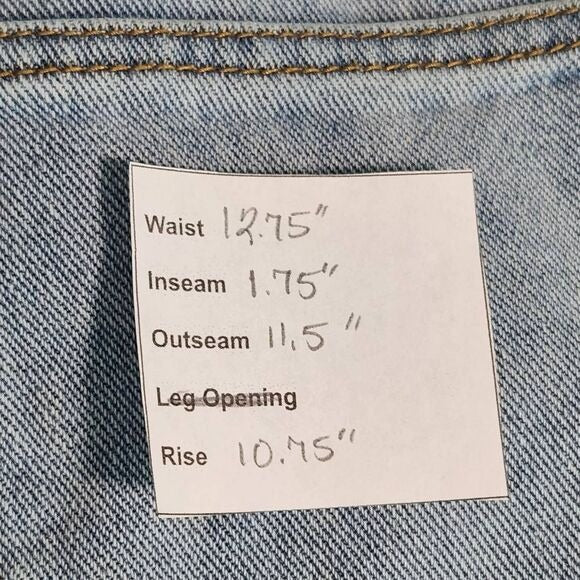 Waist 12.75"
Inseam 1.75"
Outseam 11.5"
Leg Opening
Rise 10.75"